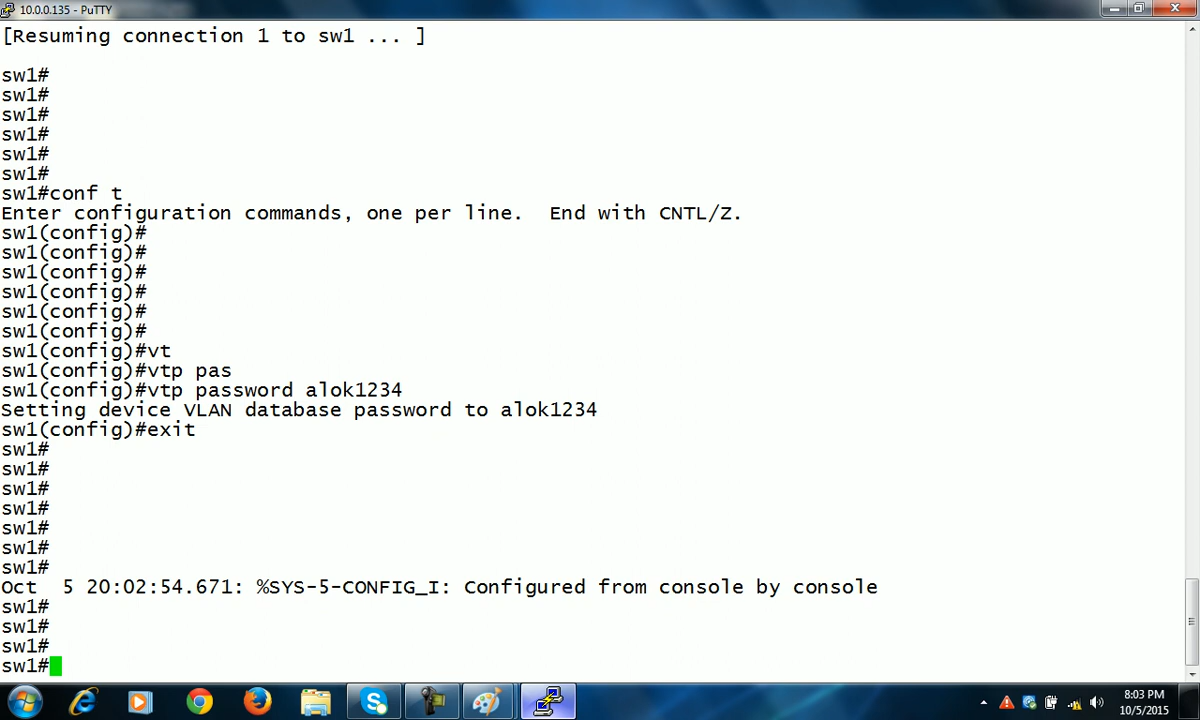 10.0.0.135 - PuTTY
[Resuming connection 1 to sw1 ... ]
sw1#
sw1#
sw1#
sw1#
sw1#
sw1#
sw1#conf t
Enter configuration commands, one per line.  End with CNTL/Z.
sw1(config)#
sw1(config)#
sw1(config)#
sw1(config)#
sw1(config)#
sw1(config)#
sw1(config)#vt
sw1(config)#vtp pas
sw1(config)#vtp password alok1234
Setting device VLAN database password to alok1234
sw1(config)#exit
sw1#
sw1#
sw1#
sw1#
sw1#
sw1#
sw1#
Oct  5 20:02:54.671: %SYS-5-CONFIG_I: Configured from console by console
sw1#
sw1#
sw1#
sw1#
8:03 PM
10/5/2015